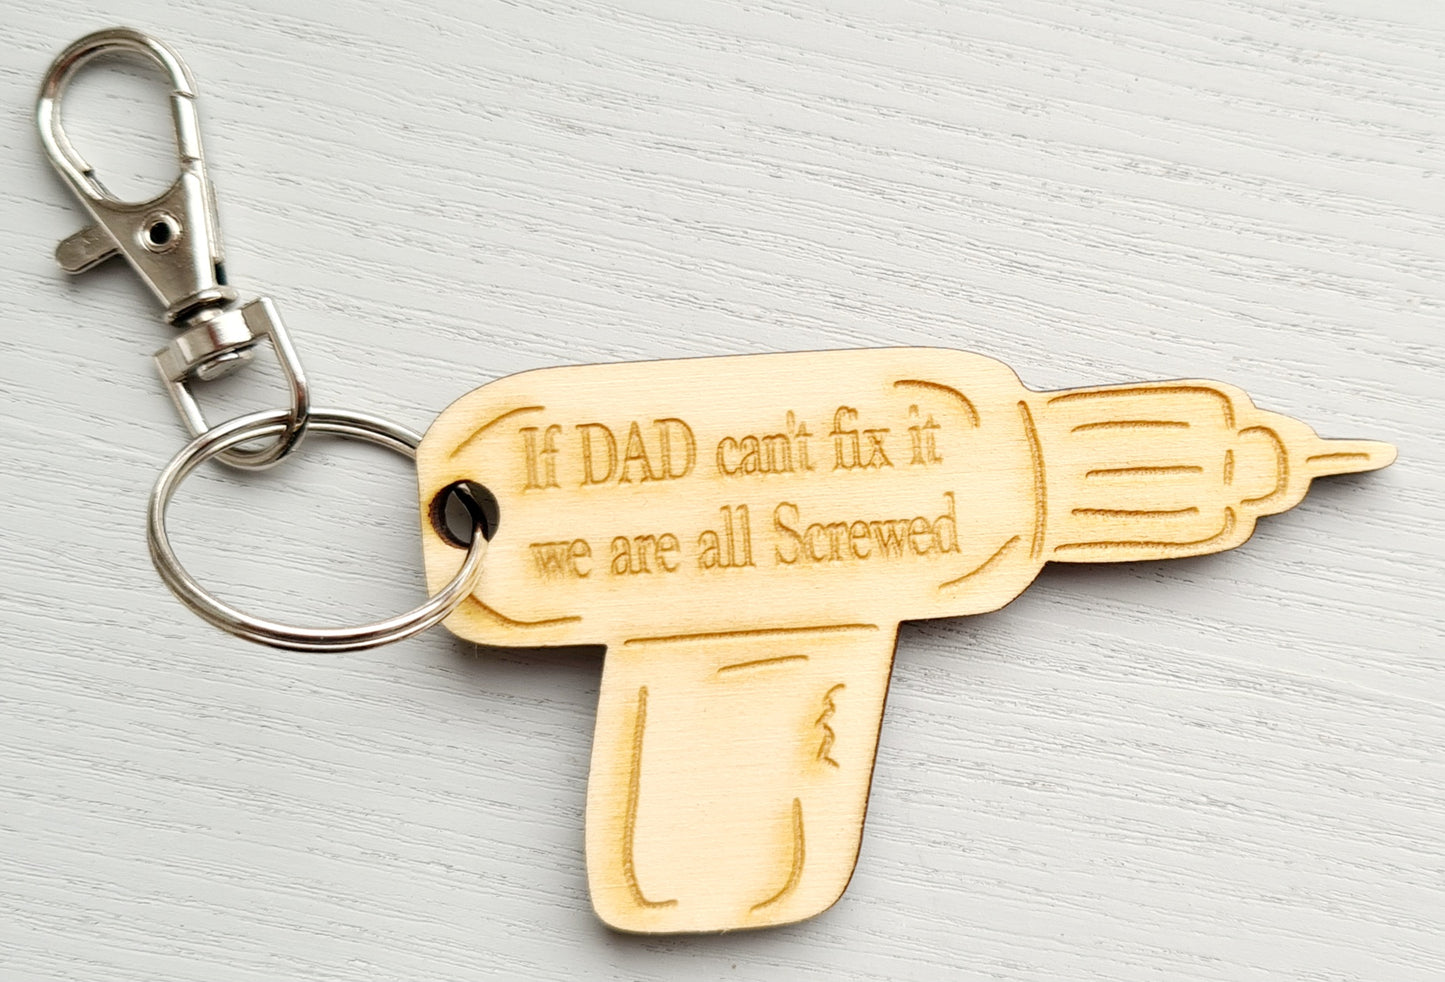 If DAD can't fix it
we are all Screwed